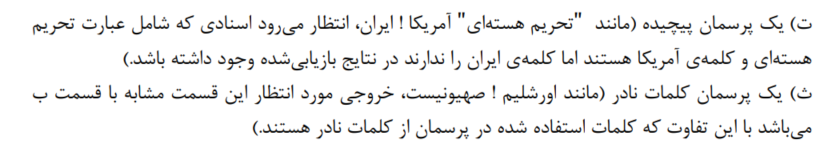 ت) یک پرسمان پیچیده (مانند "تحریم هسته‌ای" آمریکا ! ایران، انتظار می‌رود اسنادی که شامل عبارت تحریم
هسته‌ای و کلمه‌ی آمریکا هستند اما کلمه‌ی ایران را ندارند در نتایج بازیابی‌شده وجود داشته باشد.)
ث) یک پرسمان کلمات نادر (مانند اورشلیم ! صهیونیست، خروجی مورد انتظار این قسمت مشابه با قسمت ب
می‌باشد با این تفاوت که کلمات استفاده شده در پرسمان از کلمات نادر هستند.)